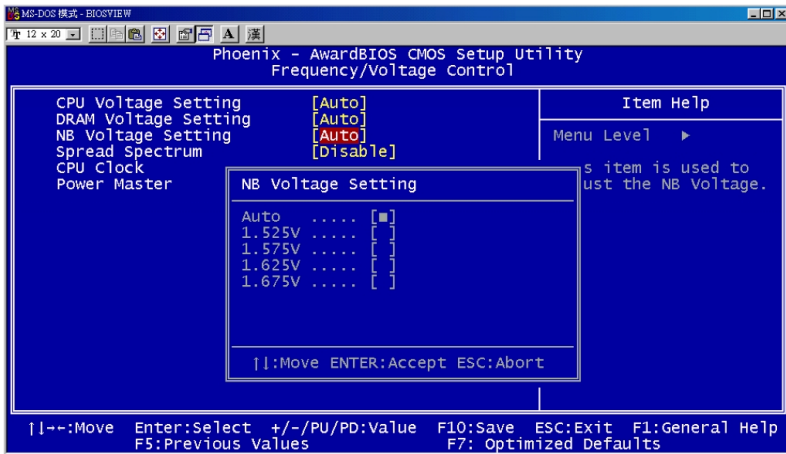 MS-DOS 模式 - BIOSVIEW
12 x 20 A 漢
Phoenix - AwardBIOS CMOS Setup Utility
Frequency/Voltage Control
CPU Voltage Setting [Auto]
DRAM Voltage Setting [Auto]
NB Voltage Setting [Auto]
Spread Spectrum [Disable]
CPU Clock
Power Master
Item Help
Menu Level ▶
s item is used to
ust the NB Voltage.
NB Voltage Setting
Auto ..... [■]
1.525V ..... [ ]
1.575V ..... [ ]
1.625V ..... [ ]
1.675V ..... [ ]
↑↓:Move ENTER:Accept ESC:Abort
↑↓→←:Move Enter:Select +/-/PU/PD:Value F10:Save ESC:Exit F1:General Help
F5:Previous Values F7: Optimized Defaults